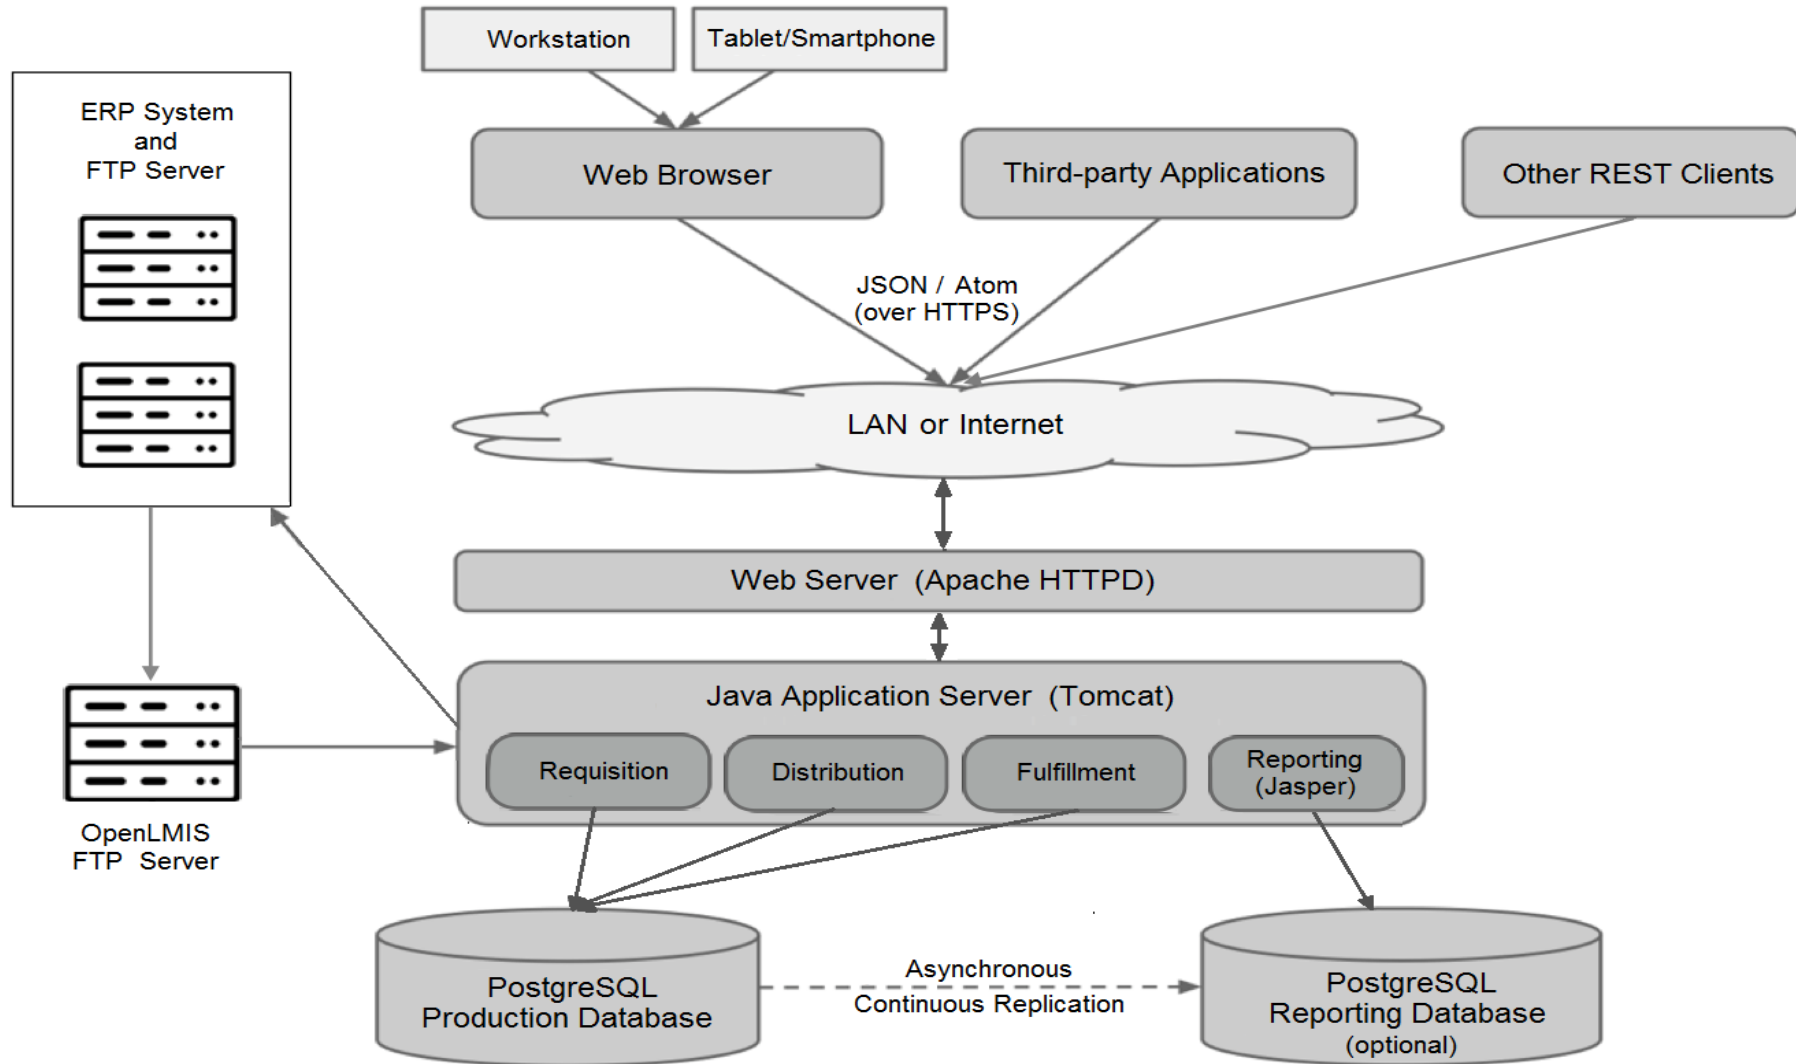 Workstation
Tablet/Smartphone
ERP System
and
FTP Server
Web Browser
Third-party Applications
Other REST Clients
JSON / Atom
(over HTTPS)
LAN or Internet
Web Server (Apache HTTPD)
Java Application Server (Tomcat)
Requisition
Distribution
Fulfillment
Reporting
(Jasper)
OpenLMIS
FTP Server
PostgreSQL
Production Database
Asynchronous
Continuous Replication
PostgreSQL
Reporting Database
(optional)